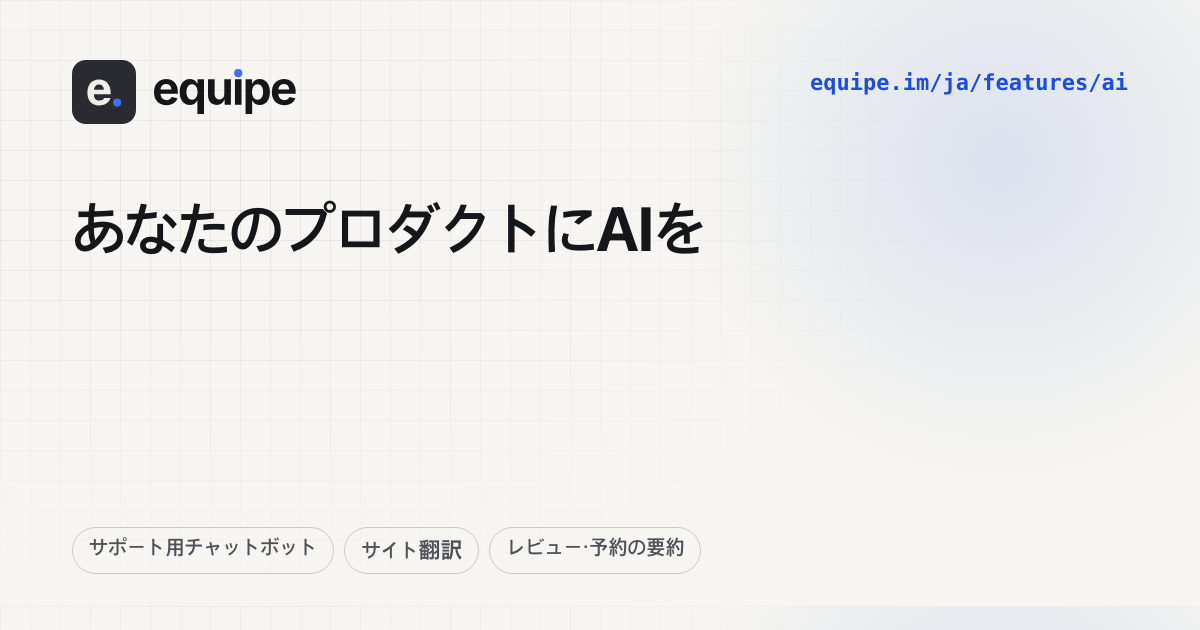 e. equipe
equipe.im/ja/features/ai
あなたのプロダクトにAIを
サポート用チャットボット
サイト翻訳
レビュー·予約の要約